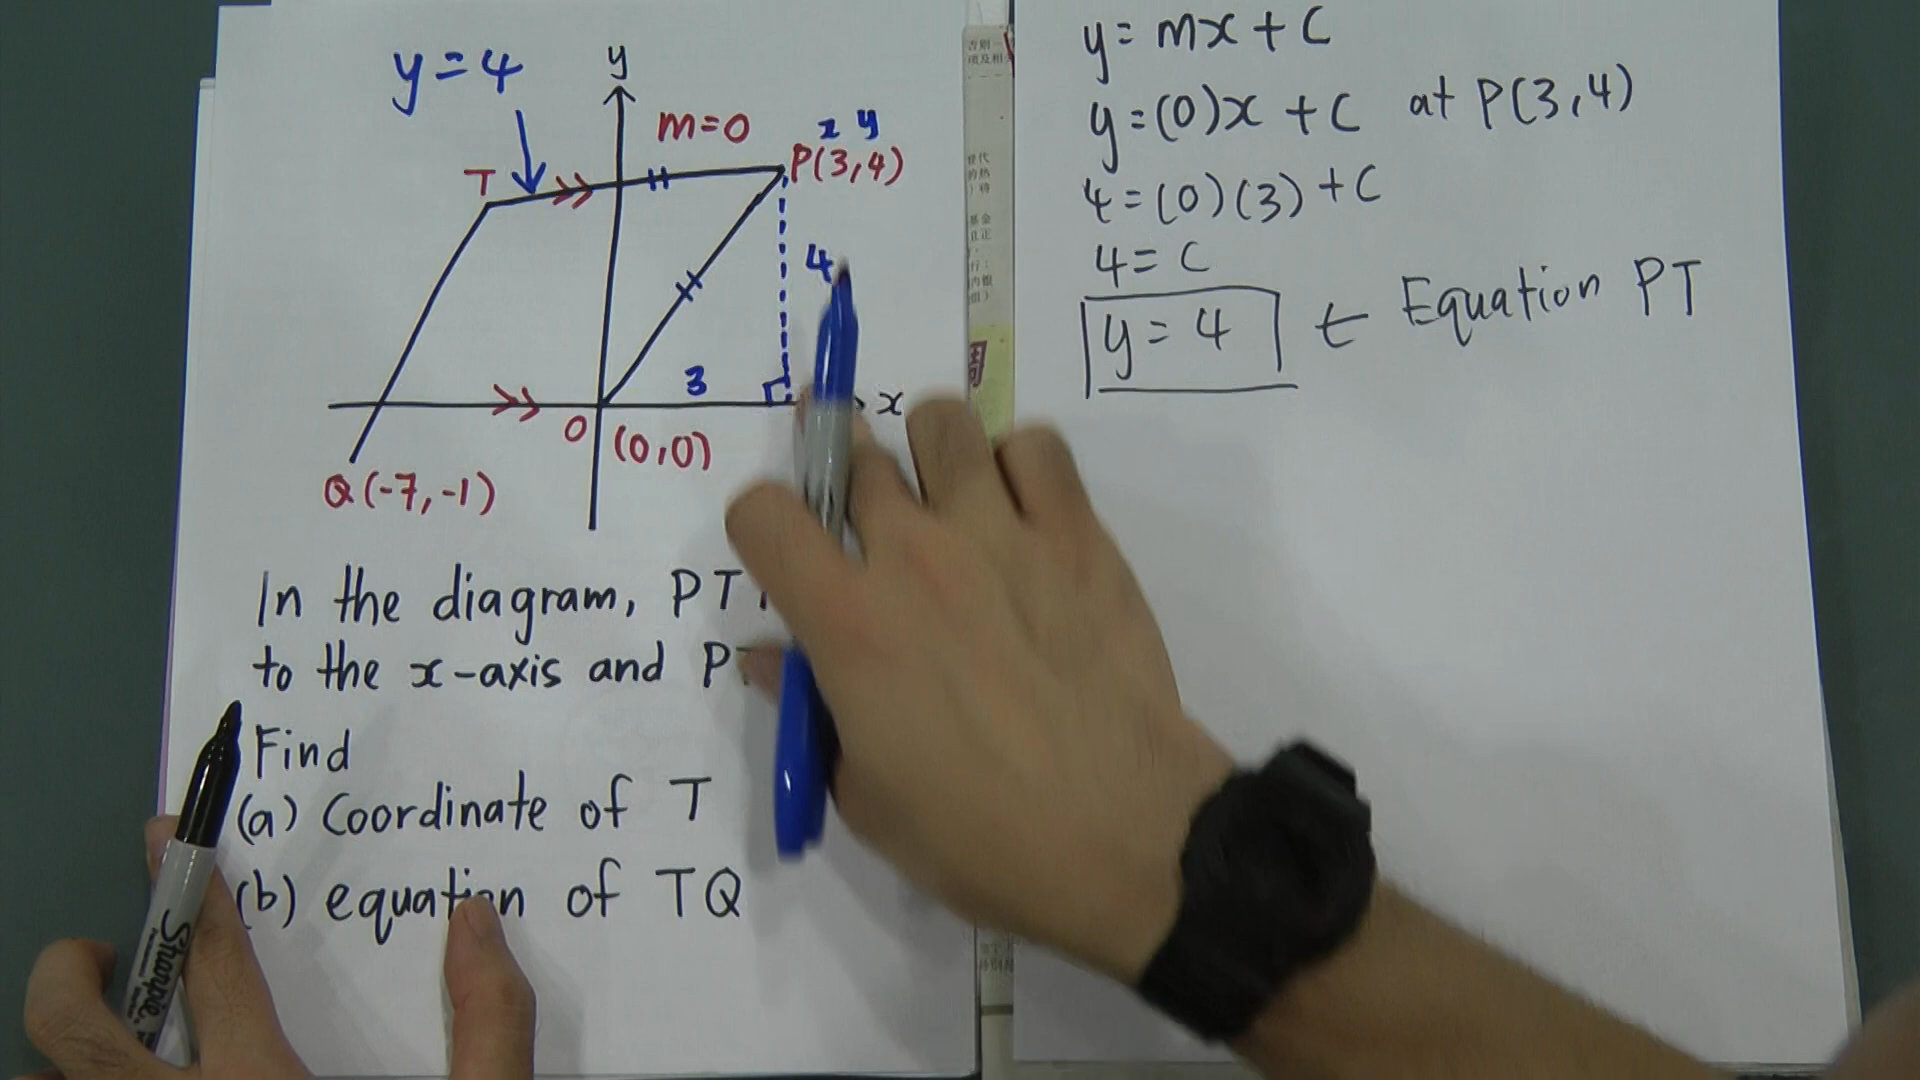 y=4
y
m=0
x y
T
P(3,4)
4
3
x
O
(0,0)
Q(-7,-1)
In the diagram, PT
to the x-axis and P
Find
(a) Coordinate of T
(b) equation of TQ
Sharpie
y= mx + C
y=(0)x + C at P(3,4)
4=(0)(3)+C
4= C
y= 4 ← Equation PT